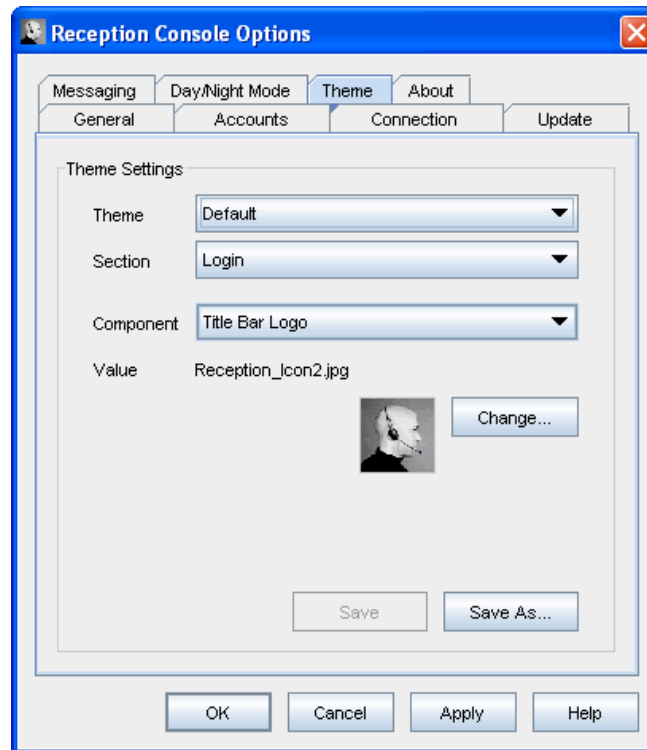 Reception Console Options
Messaging Day/Night Mode Theme About
General Accounts Connection Update
Theme Settings
Theme Default
Section Login
Component Title Bar Logo
Value Reception_Icon2.jpg
Change...
Save Save As...
OK Cancel Apply Help